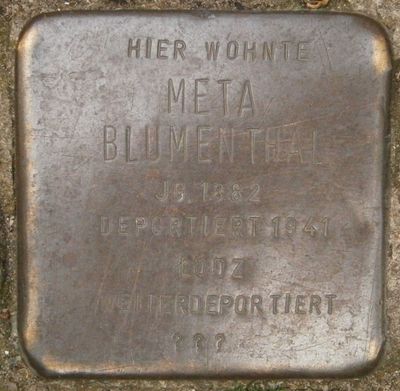 HIER WOHNTE
META
BLUMENTHAL
JG. 1882
DEPORTIERT 1941
LODZ
WEITERDEPORTIERT
???